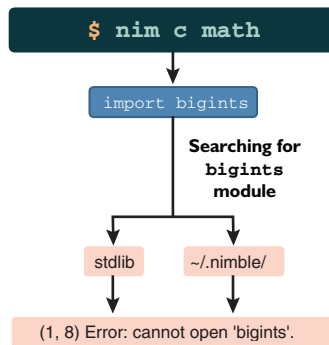 $ nim c math
import bigints
Searching for
bigints
module
stdlib
~/.nimble/
(1, 8) Error: cannot open 'bigints'.